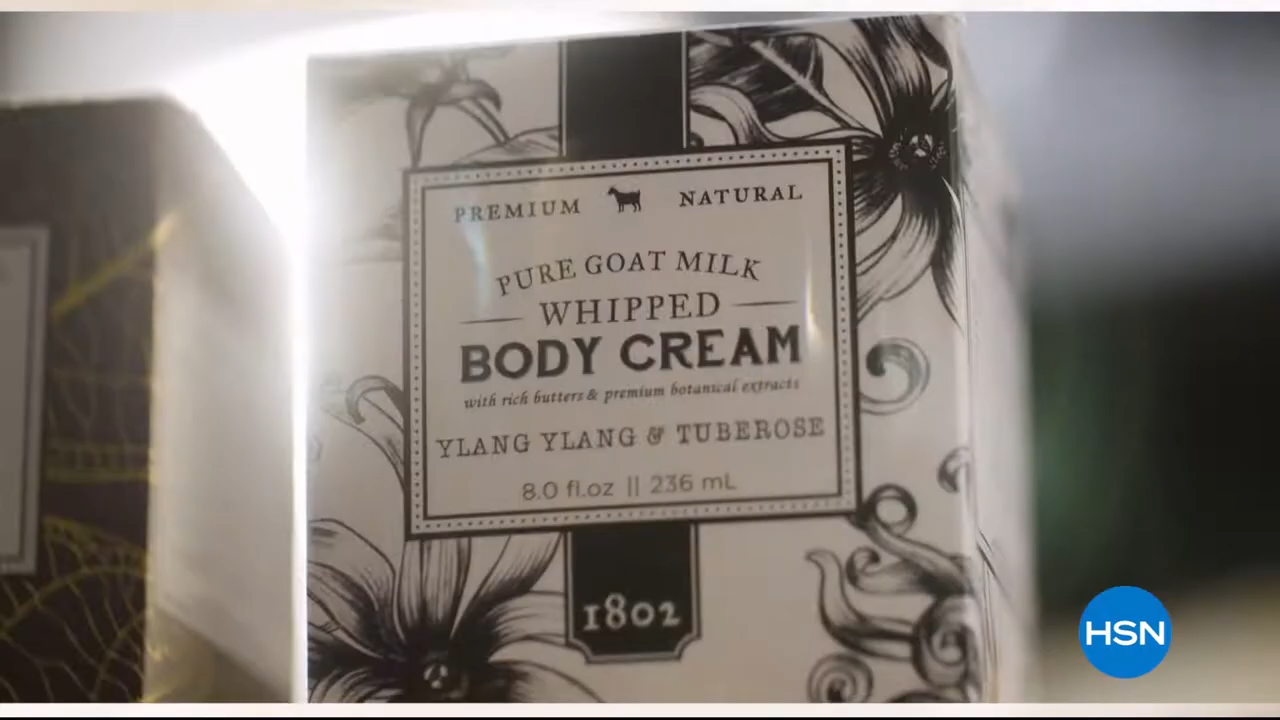 PREMIUM NATURAL
PURE GOAT MILK
WHIPPED
BODY CREAM
with rich butters & premium botanical extracts
YLANG YLANG & TUBEROSE
8.0 fl.oz || 236 mL
1802
HSN